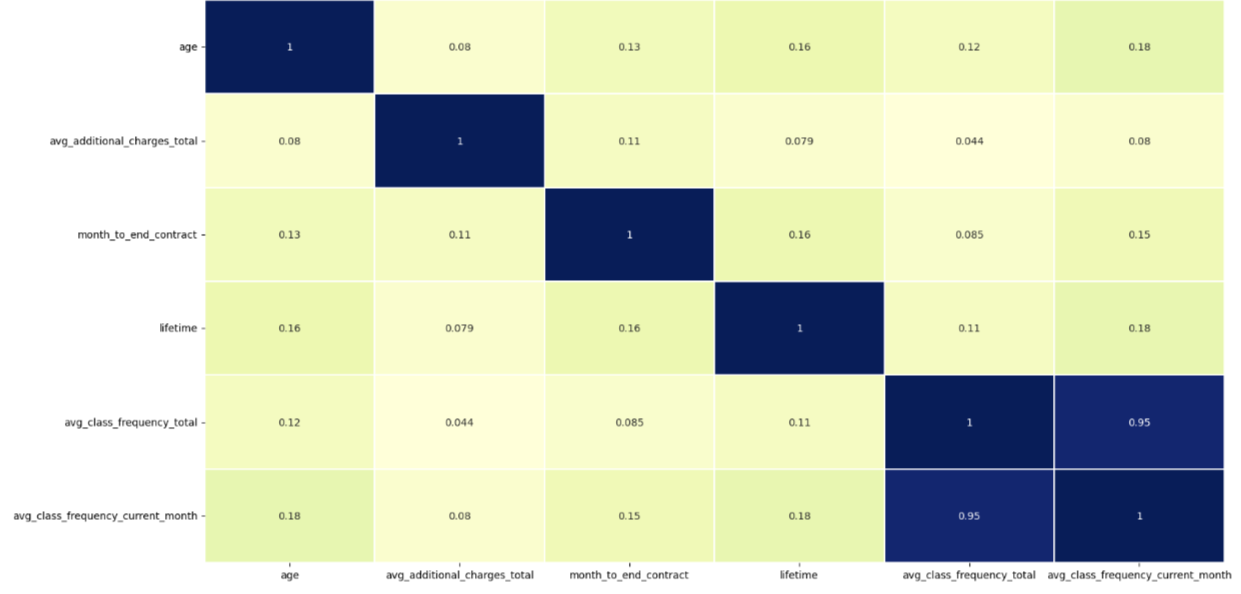 age 1 0.08 0.13 0.16 0.12 0.18
avg_additional_charges_total 0.08 1 0.11 0.079 0.044 0.08
month_to_end_contract 0.13 0.11 1 0.16 0.085 0.15
lifetime 0.16 0.079 0.16 1 0.11 0.18
avg_class_frequency_total 0.12 0.044 0.085 0.11 1 0.95
avg_class_frequency_current_month 0.18 0.08 0.15 0.18 0.95 1
age avg_additional_charges_total month_to_end_contract lifetime avg_class_frequency_total avg_class_frequency_current_month